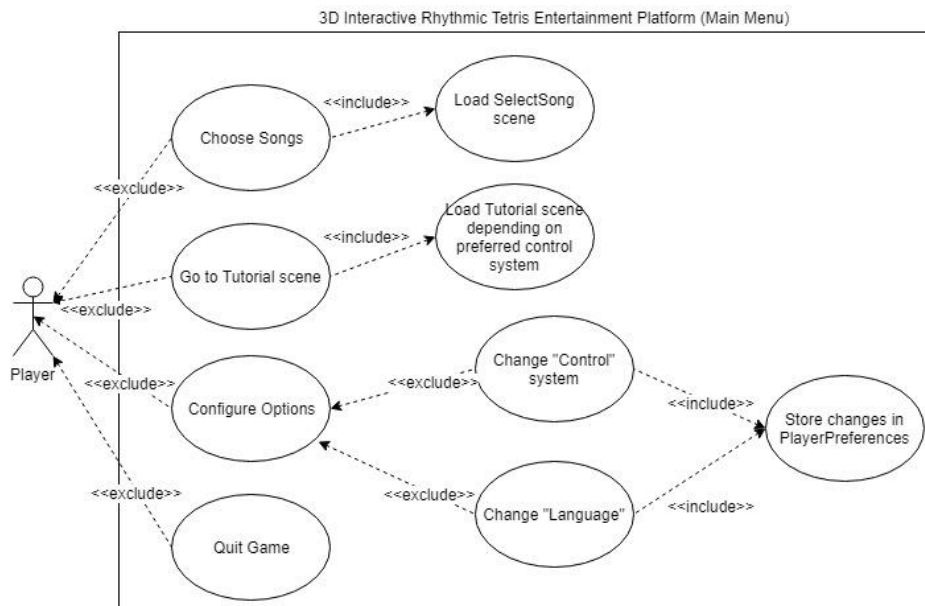 3D Interactive Rhythmic Tetris Entertainment Platform (Main Menu)
<<include>>
Load SelectSong
scene
Choose Songs
<<exclude>>
Load Tutorial scene
depending on
preferred control
system
<<include>>
Go to Tutorial scene
<<exclude>>
Player
Change "Control"
system
<<exclude>>
<<exclude>>
Configure Options
<<include>>
Store changes in
PlayerPreferences
<<exclude>>
<<exclude>>
Change "Language"
<<include>>
Quit Game